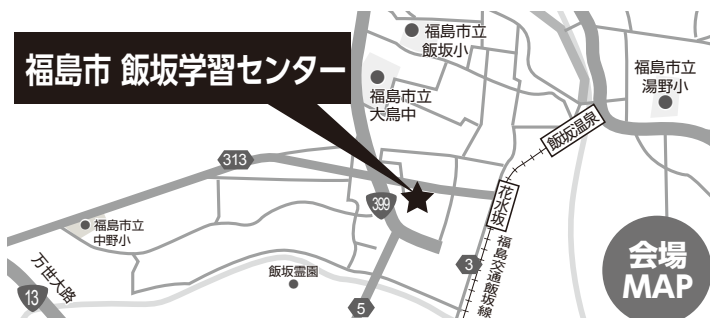 福島市 飯坂学習センター
福島市立
飯坂小
福島市立
大鳥中
福島市立
湯野小
飯坂温泉
313
399
花水坂
福島市立
中野小
万世大路
13
飯坂霊園
5
3
福島交通飯坂線
会場
MAP